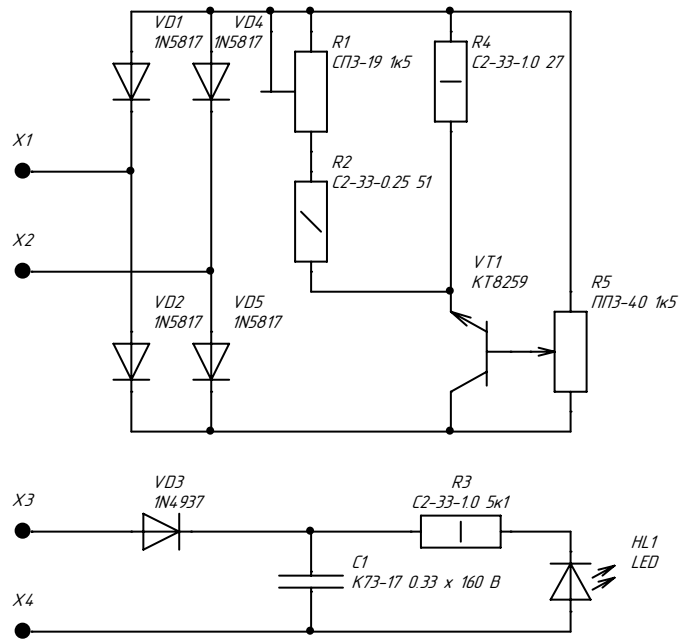 VD1
1N5817
VD4
1N5817
R1
СП3-19 1к5
R4
С2-33-1.0 27
X1
R2
С2-33-0.25 51
X2
VT1
КТ8259
R5
ПП3-40 1к5
VD2
1N5817
VD5
1N5817
X3
VD3
1N4937
R3
С2-33-1.0 5к1
C1
К73-17 0.33 x 160 В
HL1
LED
X4